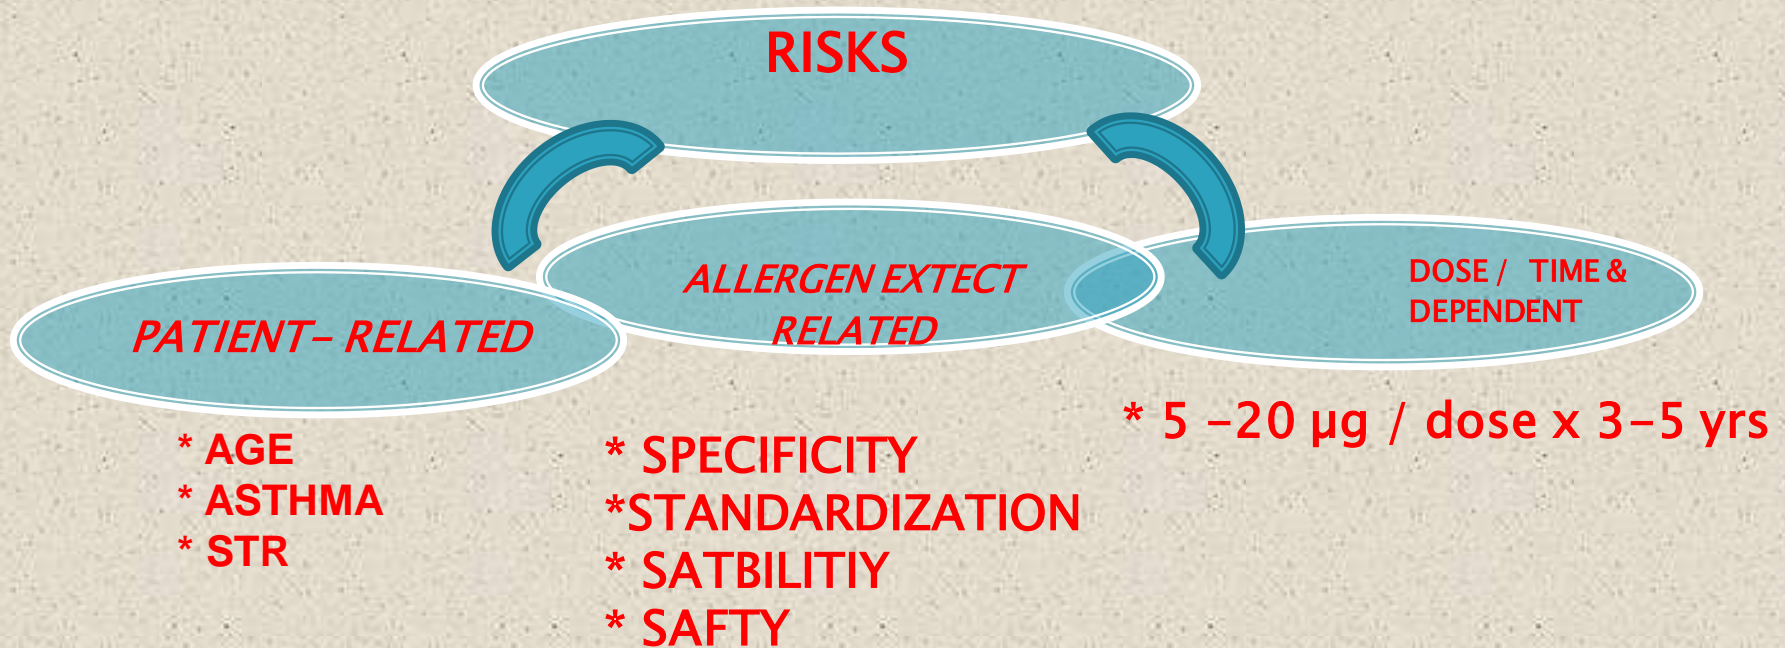 RISKS
PATIENT- RELATED
* AGE
* ASTHMA
* STR
ALLERGEN EXTECT
RELATED
* SPECIFICITY
*STANDARDIZATION
* SATBILITIY
* SAFTY
DOSE / TIME &
DEPENDENT
* 5 -20 µg / dose x 3-5 yrs